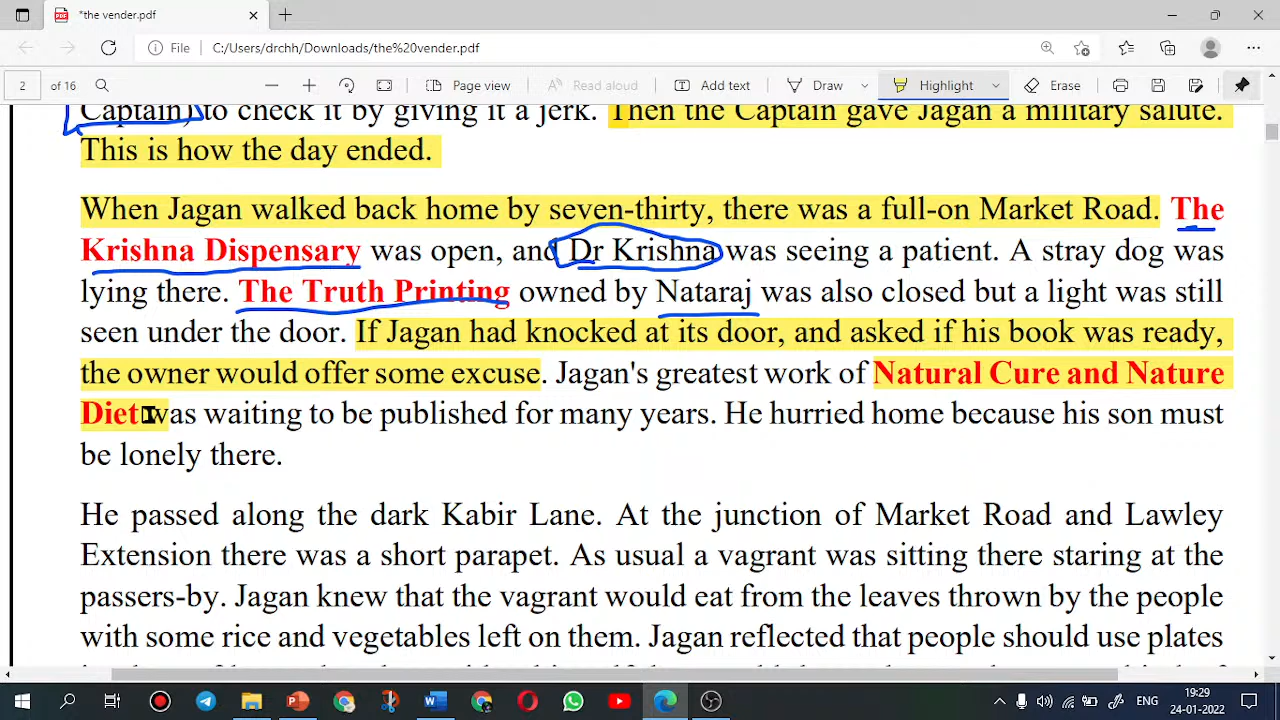 *the vender.pdf
File C:/Users/drchh/Downloads/the%20vender.pdf
2 of 16 Page view Read aloud Add text Draw Highlight Erase
Captain) to check it by giving it a jerk. Then the Captain gave Jagan a military salute.
This is how the day ended.
When Jagan walked back home by seven-thirty, there was a full-on Market Road. The
Krishna Dispensary was open, and Dr Krishna was seeing a patient. A stray dog was
lying there. The Truth Printing owned by Nataraj was also closed but a light was still
seen under the door. If Jagan had knocked at its door, and asked if his book was ready,
the owner would offer some excuse. Jagan's greatest work of Natural Cure and Nature
Diet was waiting to be published for many years. He hurried home because his son must
be lonely there.
He passed along the dark Kabir Lane. At the junction of Market Road and Lawley
Extension there was a short parapet. As usual a vagrant was sitting there staring at the
passers-by. Jagan knew that the vagrant would eat from the leaves thrown by the people
with some rice and vegetables left on them. Jagan reflected that people should use plates
ENG
19:29
24-01-2022